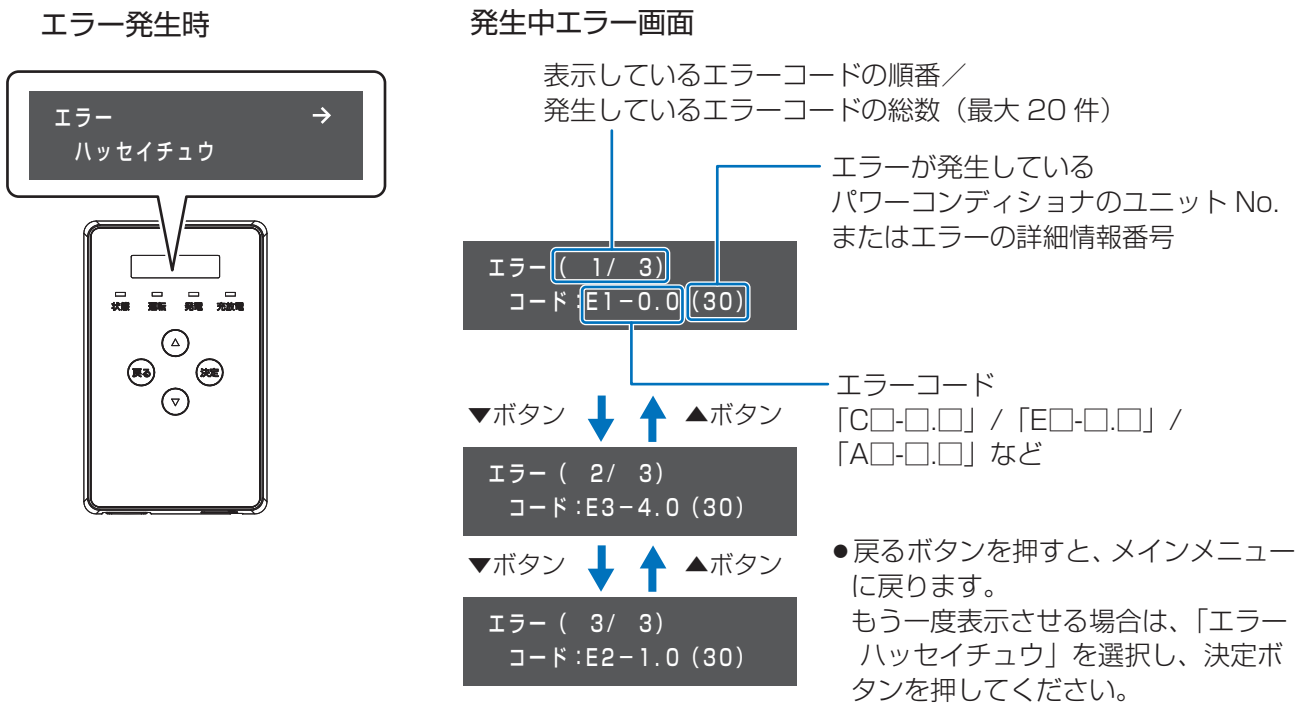 エラー発生時
エラー →
ハッセイチュウ
状態 運転 発電 充放電
△
戻る 決定
▽
発生中エラー画面
表示しているエラーコードの順番／
発生しているエラーコードの総数（最大 20 件）
エラーが発生している
パワーコンディショナのユニット No.
またはエラーの詳細情報番号
エラー (　1/　3)
コード:E1−0.0 (30)
エラーコード
「C□-□.□」/「E□-□.□」/
「A□-□.□」など
▼ボタン ▲ボタン
エラー (　2/　3)
コード:E3−4.0 (30)
▼ボタン ▲ボタン
エラー (　3/　3)
コード:E2−1.0 (30)
●戻るボタンを押すと、メインメニュー
に戻ります。
もう一度表示させる場合は、「エラー
ハッセイチュウ」を選択し、決定ボ
タンを押してください。